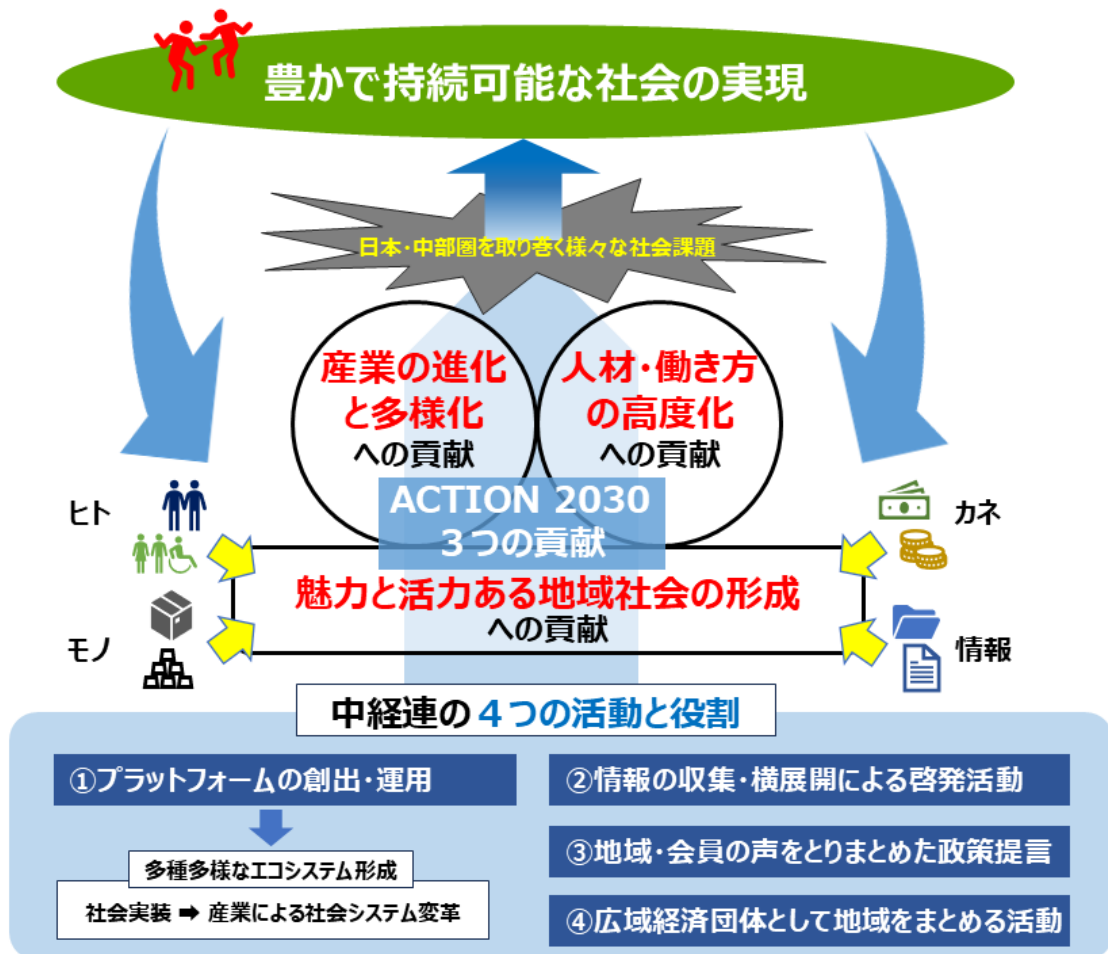 豊かで持続可能な社会の実現
日本・中部圏を取り巻く様々な社会課題
産業の進化
と多様化
への貢献
人材・働き方
の高度化
への貢献
ACTION 2030
３つの貢献
ヒト
カネ
魅力と活力ある地域社会の形成
への貢献
モノ
情報
中経連の４つの活動と役割
①プラットフォームの創出・運用
多種多様なエコシステム形成
社会実装 ➡ 産業による社会システム変革
②情報の収集・横展開による啓発活動
③地域・会員の声をとりまとめた政策提言
④広域経済団体として地域をまとめる活動